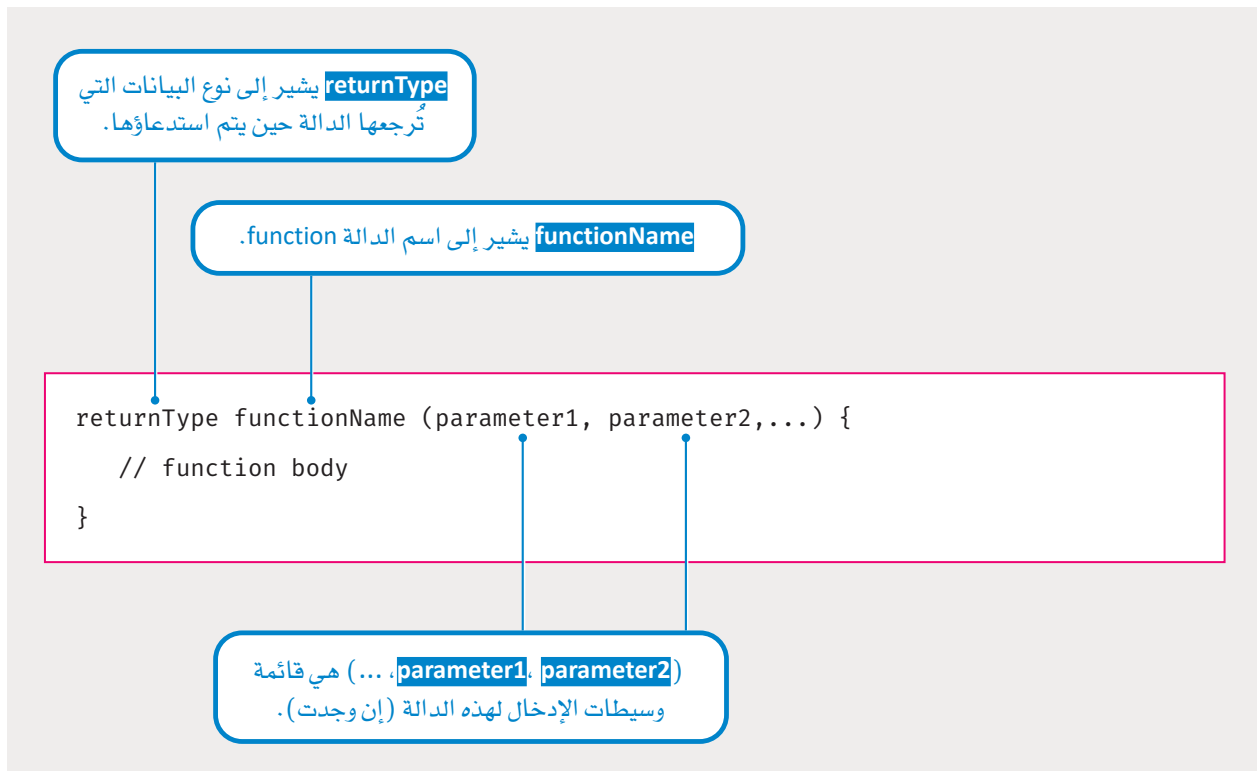 returnType يشير إلى نوع البيانات التي
تُرجعها الدالة حين يتم استدعاؤها.
functionName يشير إلى اسم الدالة function.
returnType functionName (parameter1, parameter2,...) {
// function body
}
(parameter2 ،parameter1، ...) هي قائمة
وسيطات الإدخال لهذه الدالة (إن وجدت).